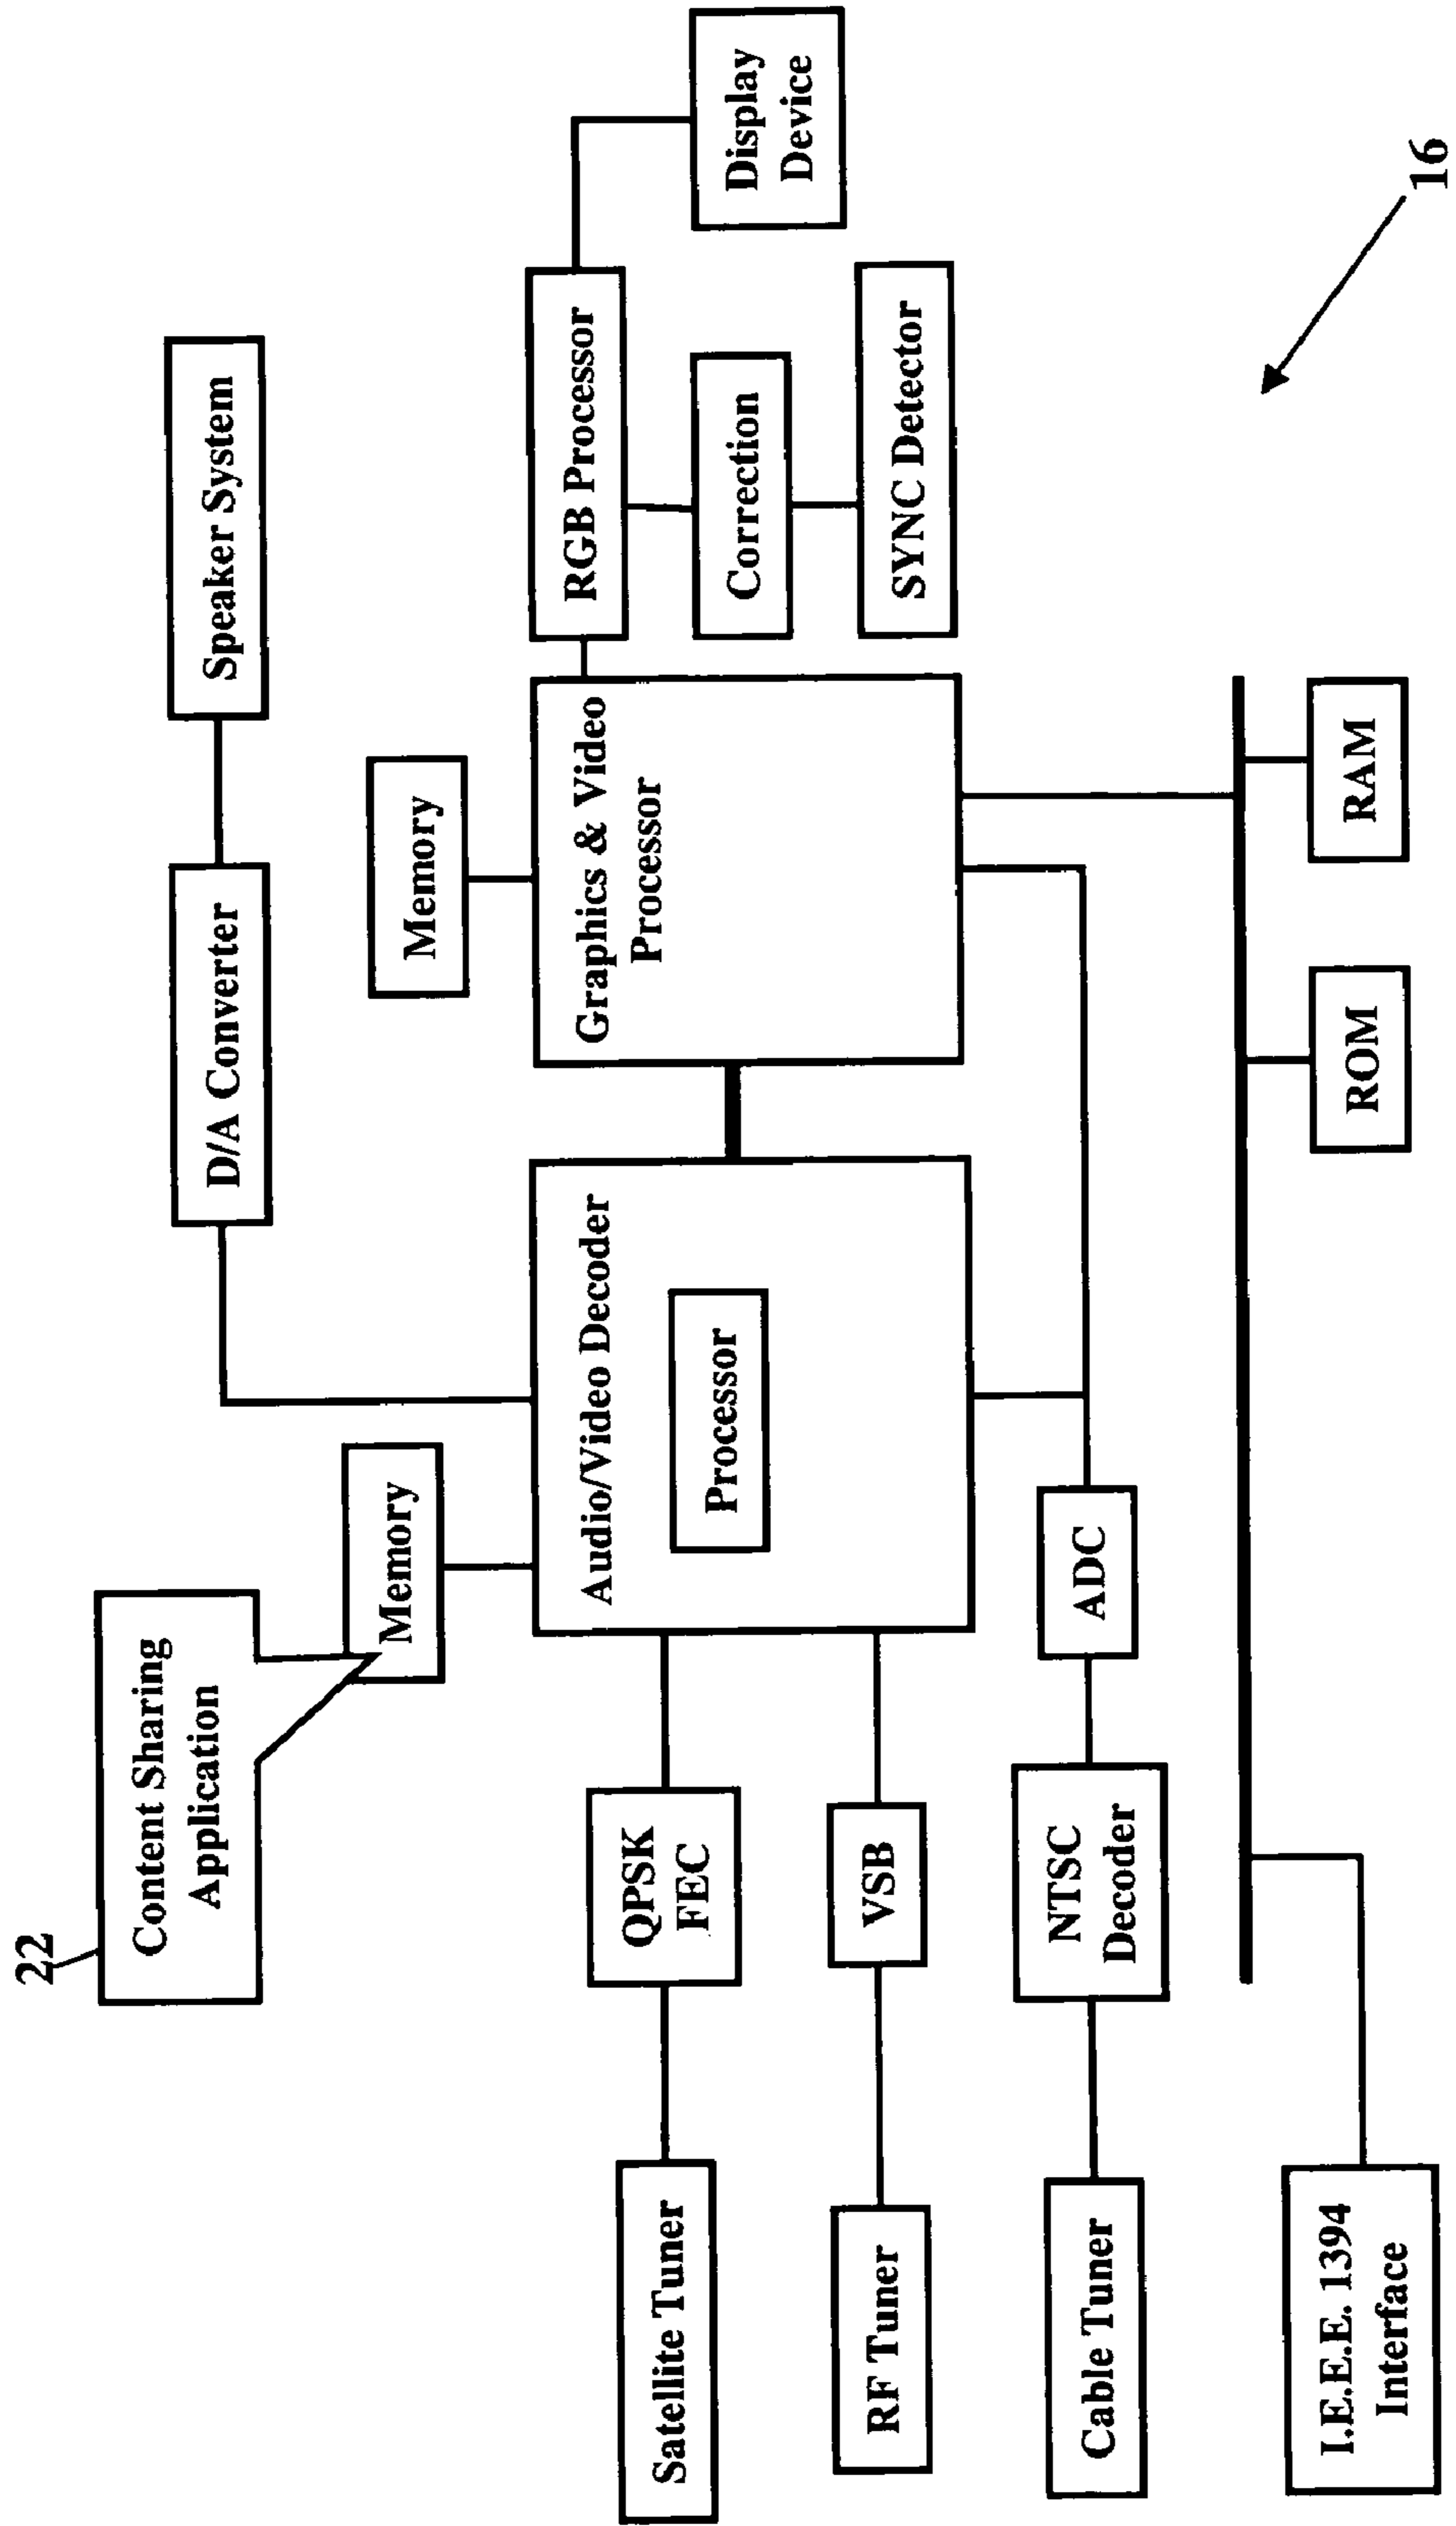 22
Content Sharing
Application
Memory
D/A Converter
Speaker System
Memory
Satellite Tuner
QPSK
FEC
Audio/Video Decoder
Processor
Graphics & Video
Processor
RGB Processor
Display
Device
Correction
SYNC Detector
RF Tuner
VSB
Cable Tuner
NTSC
Decoder
ADC
I.E.E.E. 1394
Interface
ROM
RAM
16